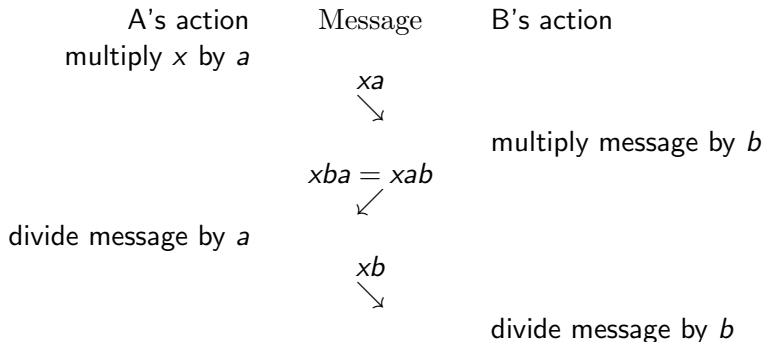 A's action Message B's action
multiply x by a
xa
↘
multiply message by b
xba = xab
↙
divide message by a
xb
↘
divide message by b